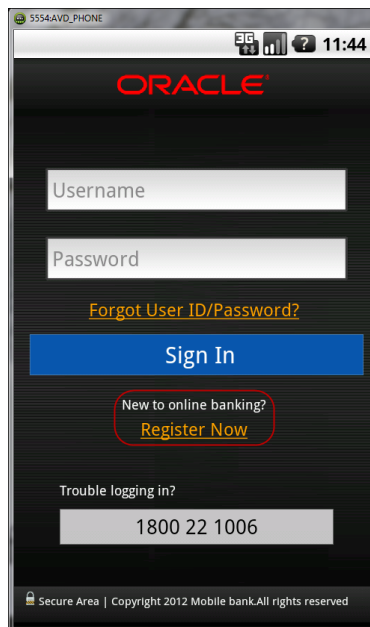 5554:AVD_PHONE
3G 11:44
ORACLE
Username
Password
Forgot User ID/Password?
Sign In
New to online banking?
Register Now
Trouble logging in?
1800 22 1006
Secure Area | Copyright 2012 Mobile bank.All rights reserved